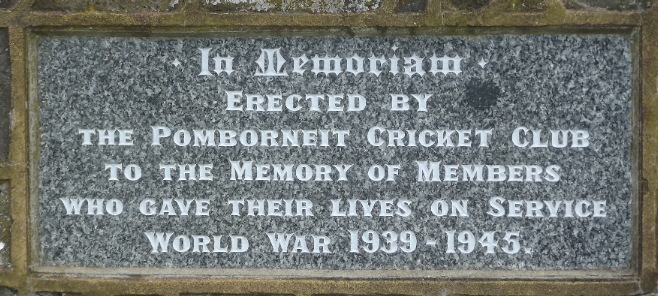 · In Memoriam ·
ERECTED BY
THE POMBORNEIT CRICKET CLUB
TO THE MEMORY OF MEMBERS
WHO GAVE THEIR LIVES ON SERVICE
WORLD WAR 1939-1945.